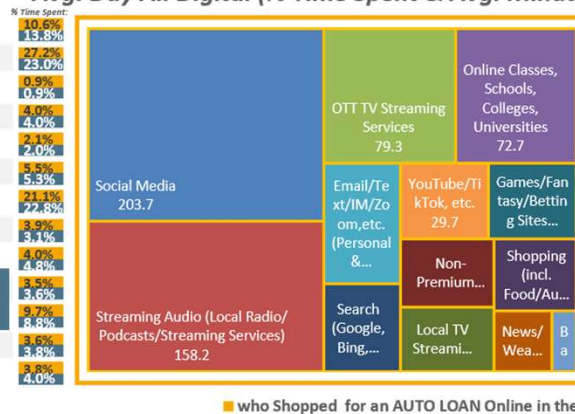 % Time Spent:
10.6%
13.8%
27.2%
23.0%
0.9%
0.9%
4.0%
4.0%
2.1%
2.0%
5.5%
5.3%
21.1%
22.8%
3.9%
3.1%
4.0%
4.8%
3.5%
3.6%
9.7%
8.8%
3.6%
3.8%
3.8%
4.0%
Social Media
203.7
Streaming Audio (Local Radio/
Podcasts/Streaming Services)
158.2
OTT TV Streaming
Services
79.3
Online Classes,
Schools,
Colleges,
Universities
72.7
Email/Te
xt/IM/Zo
om,etc.
(Personal
&...
YouTube/Ti
kTok, etc.
29.7
Games/Fan
tasy/Bettin
g Sites...
Non-
Premium...
Shopping
(incl.
Food/Au...
Search
(Google,
Bing,...
Local TV
Streami...
News/
Wea...
B
a
who Shopped for an AUTO LOAN Online in the